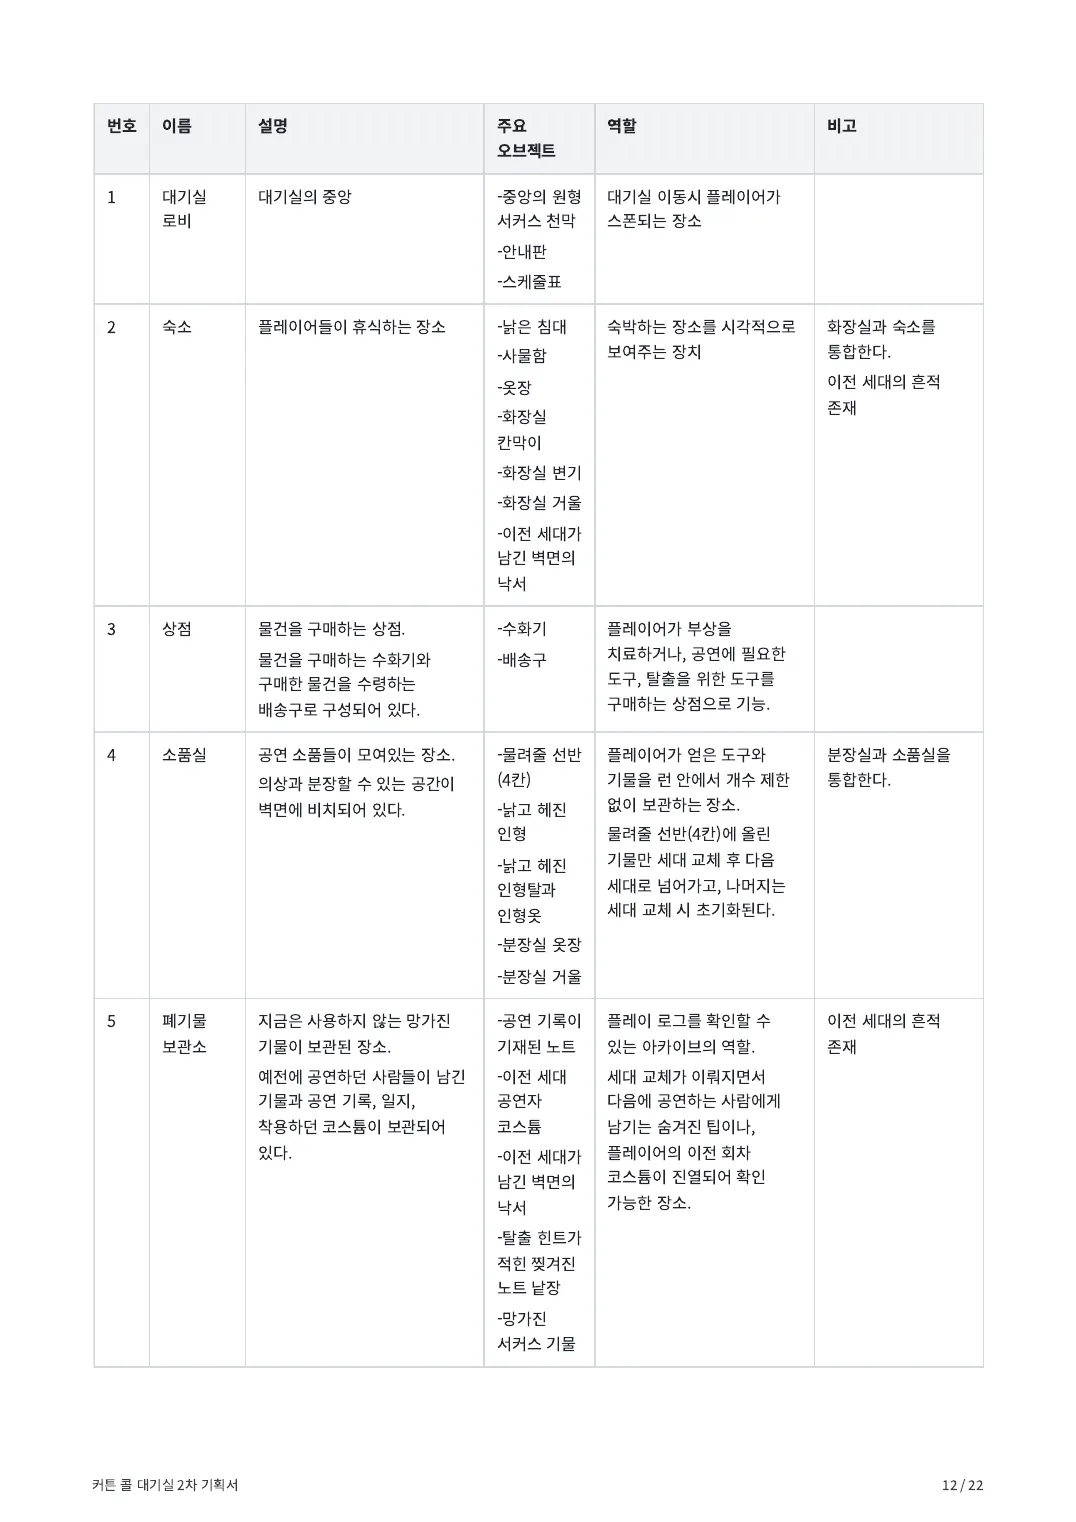 번호 이름 설명 주요 오브젝트 역할 비고
1
대기실
로비
대기실의 중앙
-중앙의 원형
서커스 천막
-안내판
-스케줄표
대기실 이동시 플레이어가
스폰되는 장소
2
숙소
플레이어들이 휴식하는 장소
-낡은 침대
-사물함
-옷장
-화장실
칸막이
-화장실 변기
-화장실 거울
-이전 세대가
남긴 벽면의
낙서
숙박하는 장소를 시각적으로
보여주는 장치
화장실과 숙소를
통합한다.
이전 세대의 흔적
존재
3
상점
물건을 구매하는 상점.
물건을 구매하는 수화기와
구매한 물건을 수령하는
배송구로 구성되어 있다.
-수화기
-배송구
플레이어가 부상을
치료하거나, 공연에 필요한
도구, 탈출을 위한 도구를
구매하는 상점으로 기능.
4
소품실
공연 소품들이 모여있는 장소.
의상과 분장할 수 있는 공간이
벽면에 비치되어 있다.
-물려줄 선반
(4칸)
-낡고 헤진
인형
-낡고 헤진
인형탈과
인형옷
-분장실 옷장
-분장실 거울
플레이어가 얻은 도구와
기물을 런 안에서 개수 제한
없이 보관하는 장소.
물려줄 선반(4칸)에 올린
기물만 세대 교체 후 다음
세대로 넘어가고, 나머지는
세대 교체 시 초기화된다.
분장실과 소품실을
통합한다.
5
폐기물
보관소
지금은 사용하지 않는 망가진
기물이 보관된 장소.
예전에 공연하던 사람들이 남긴
기물과 공연 기록, 일지,
착용하던 코스튬이 보관되어
있다.
-공연 기록이
기재된 노트
-이전 세대
공연자
코스튬
-이전 세대가
남긴 벽면의
낙서
-탈출 힌트가
적힌 찢겨진
노트 낱장
-망가진
서커스 기물
플레이 로그를 확인할 수
있는 아카이브의 역할.
세대 교체가 이뤄지면서
다음에 공연하는 사람에게
남기는 숨겨진 팁이나,
플레이어의 이전 회차
코스튬이 진열되어 확인
가능한 장소.
이전 세대의 흔적
존재
커튼 콜 대기실 2차 기획서
12 / 22